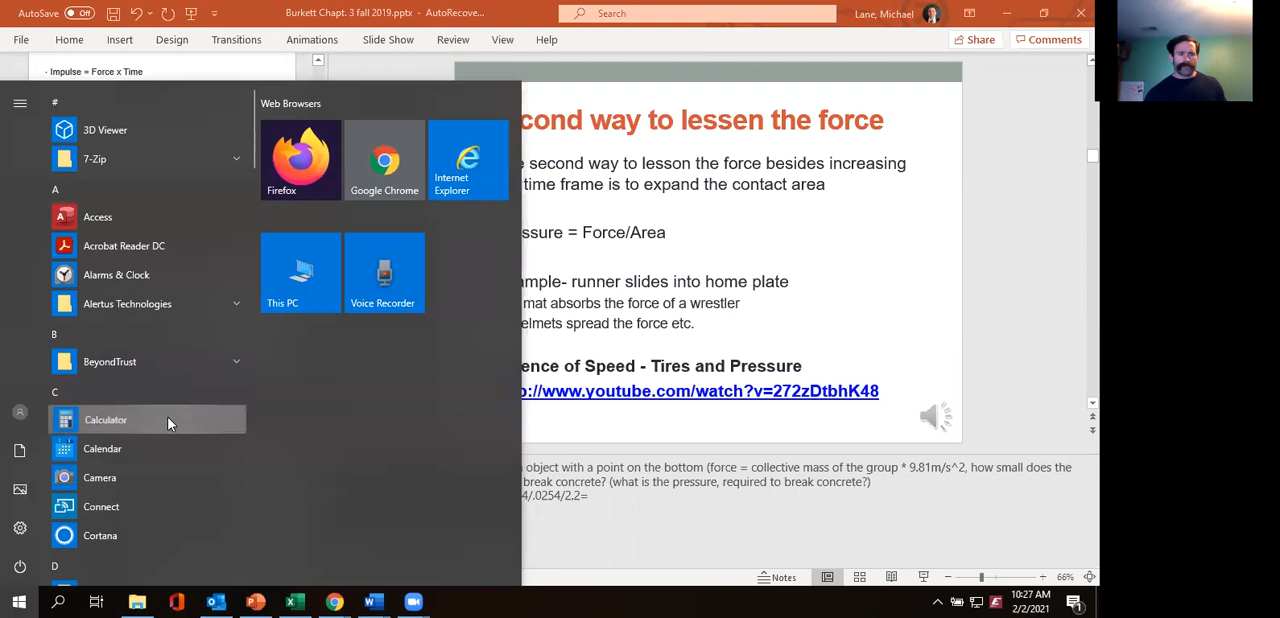 AutoSave Off
Burkett Chapt. 3 fall 2019.pptx - AutoRecove...
Search
Lane, Michael
File Home Insert Design Transitions Animations Slide Show Review View Help
Share Comments
- Impulse = Force x Time
#
3D Viewer
7-Zip
A
Access
Acrobat Reader DC
Alarms & Clock
Alertus Technologies
B
BeyondTrust
C
Calculator
Calendar
Camera
Connect
Cortana
D
Web Browsers
Firefox
Google Chrome
Internet
Explorer
This PC
Voice Recorder
cond way to lessen the force
e second way to lesson the force besides increasing
time frame is to expand the contact area
ssure = Force/Area
ample- runner slides into home plate
mat absorbs the force of a wrestler
elmets spread the force etc.
ence of Speed - Tires and Pressure
p://www.youtube.com/watch?v=272zDtbhK48
object with a point on the bottom (force = collective mass of the group * 9.81m/s^2, how small does the
break concrete? (what is the pressure, required to break concrete?)
4/.0254/2.2=
Notes
66%
10:27 AM
2/2/2021